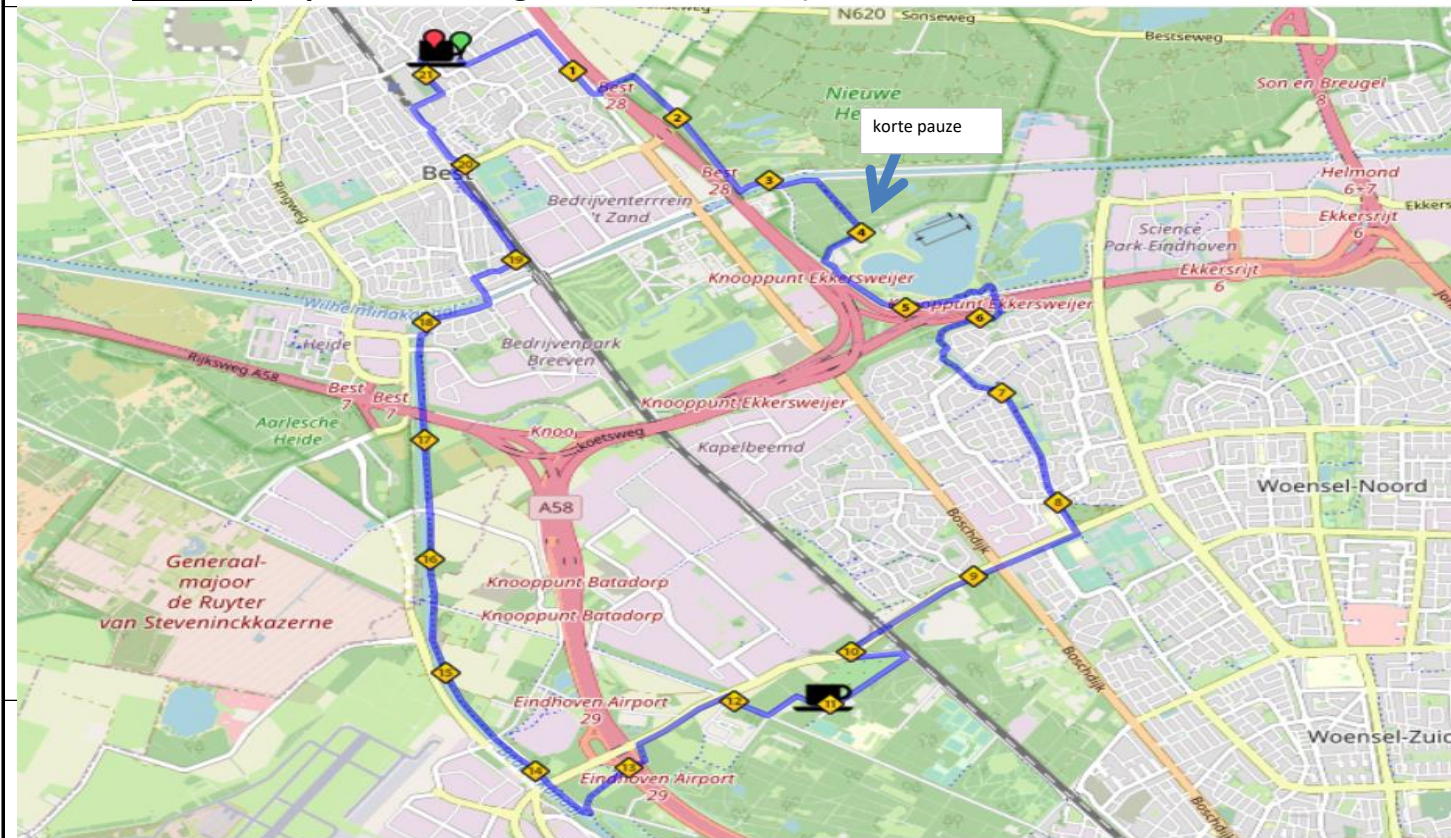 N620
Sonseweg
Bestseweg
21
1
Best
28
Son en Breugel
8
Nieuwe
He
2
korte pauze
20
Best
Ringweg
Bedrijventerrrein
't Zand
Best
28
3
Helmond
6+7
Ekkersrijt
6
Ekkers
4
Science
Park Eindhoven
Ekkersrijt
6
19
Knooppunt Ekkersweijer
Wilhelminakanaal
18
5
Knooppunt Ekkersweijer
6
Heide
Bedrijvenpark
Breeven
Rijksweg A58
Best
7
Best
7
Knooppunt Ekkersweijer
7
Aarlesche
Heide
17
Knoo
koetsweg
Kapelbeemd
Woensel-Noord
A58
8
Boschdijk
16
Generaal-
majoor
de Ruyter
van Steveninckkazerne
Knooppunt Batadorp
Knooppunt Batadorp
9
10
15
Boschdijk
Eindhoven Airport
29
12
11
Woensel-Zuid
14
13
Eindhoven Airport
29